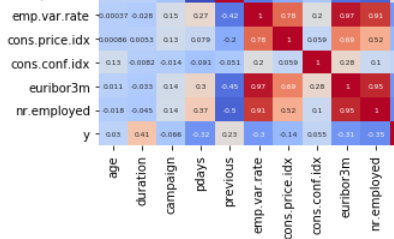 emp.var.rate 0.00037 -0.028 0.15 0.27 -0.42 1 0.78 0.2 0.97 0.91
cons.price.idx 0.00086 0.0053 0.13 0.079 -0.2 0.78 1 0.059 0.69 0.52
cons.conf.idx 0.13 -0.0082 -0.014 -0.091 -0.051 0.2 0.059 1 0.28 0.1
euribor3m 0.011 -0.033 0.14 0.3 -0.45 0.97 0.69 0.28 1 0.95
nr.employed -0.018 -0.045 0.14 0.37 -0.5 0.91 0.52 0.1 0.95 1
y 0.03 0.41 -0.066 -0.32 0.23 -0.3 -0.14 0.055 -0.31 -0.35
age
duration
campaign
pdays
previous
emp.var.rate
cons.price.idx
cons.conf.idx
euribor3m
nr.employed